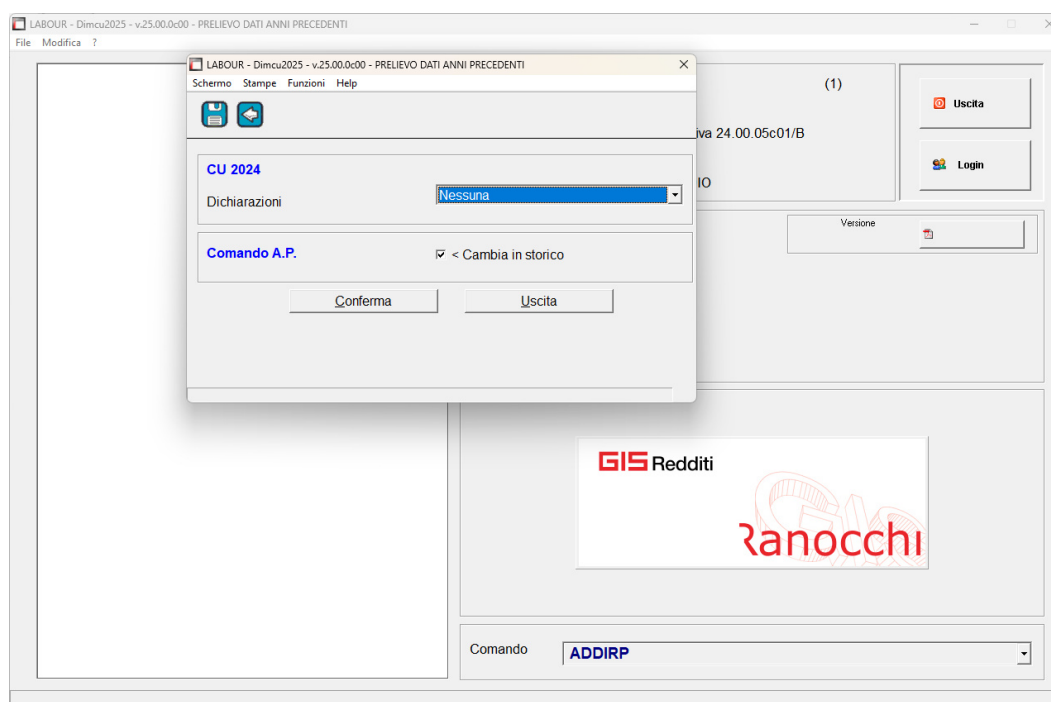 LABOUR - Dimcu2025 - v.25.00.0c00 - PRELIEVO DATI ANNI PRECEDENTI
File Modifica ?
LABOUR - Dimcu2025 - v.25.00.0c00 - PRELIEVO DATI ANNI PRECEDENTI
Schermo Stampe Funzioni Help
CU 2024
Dichiarazioni
Nessuna
Comando A.P.
< Cambia in storico
Conferma
Uscita
(1)
iva 24.00.05c01/B
IO
Uscita
Login
Versione
GIS Redditi
Ranocchi
Comando
ADDIRP